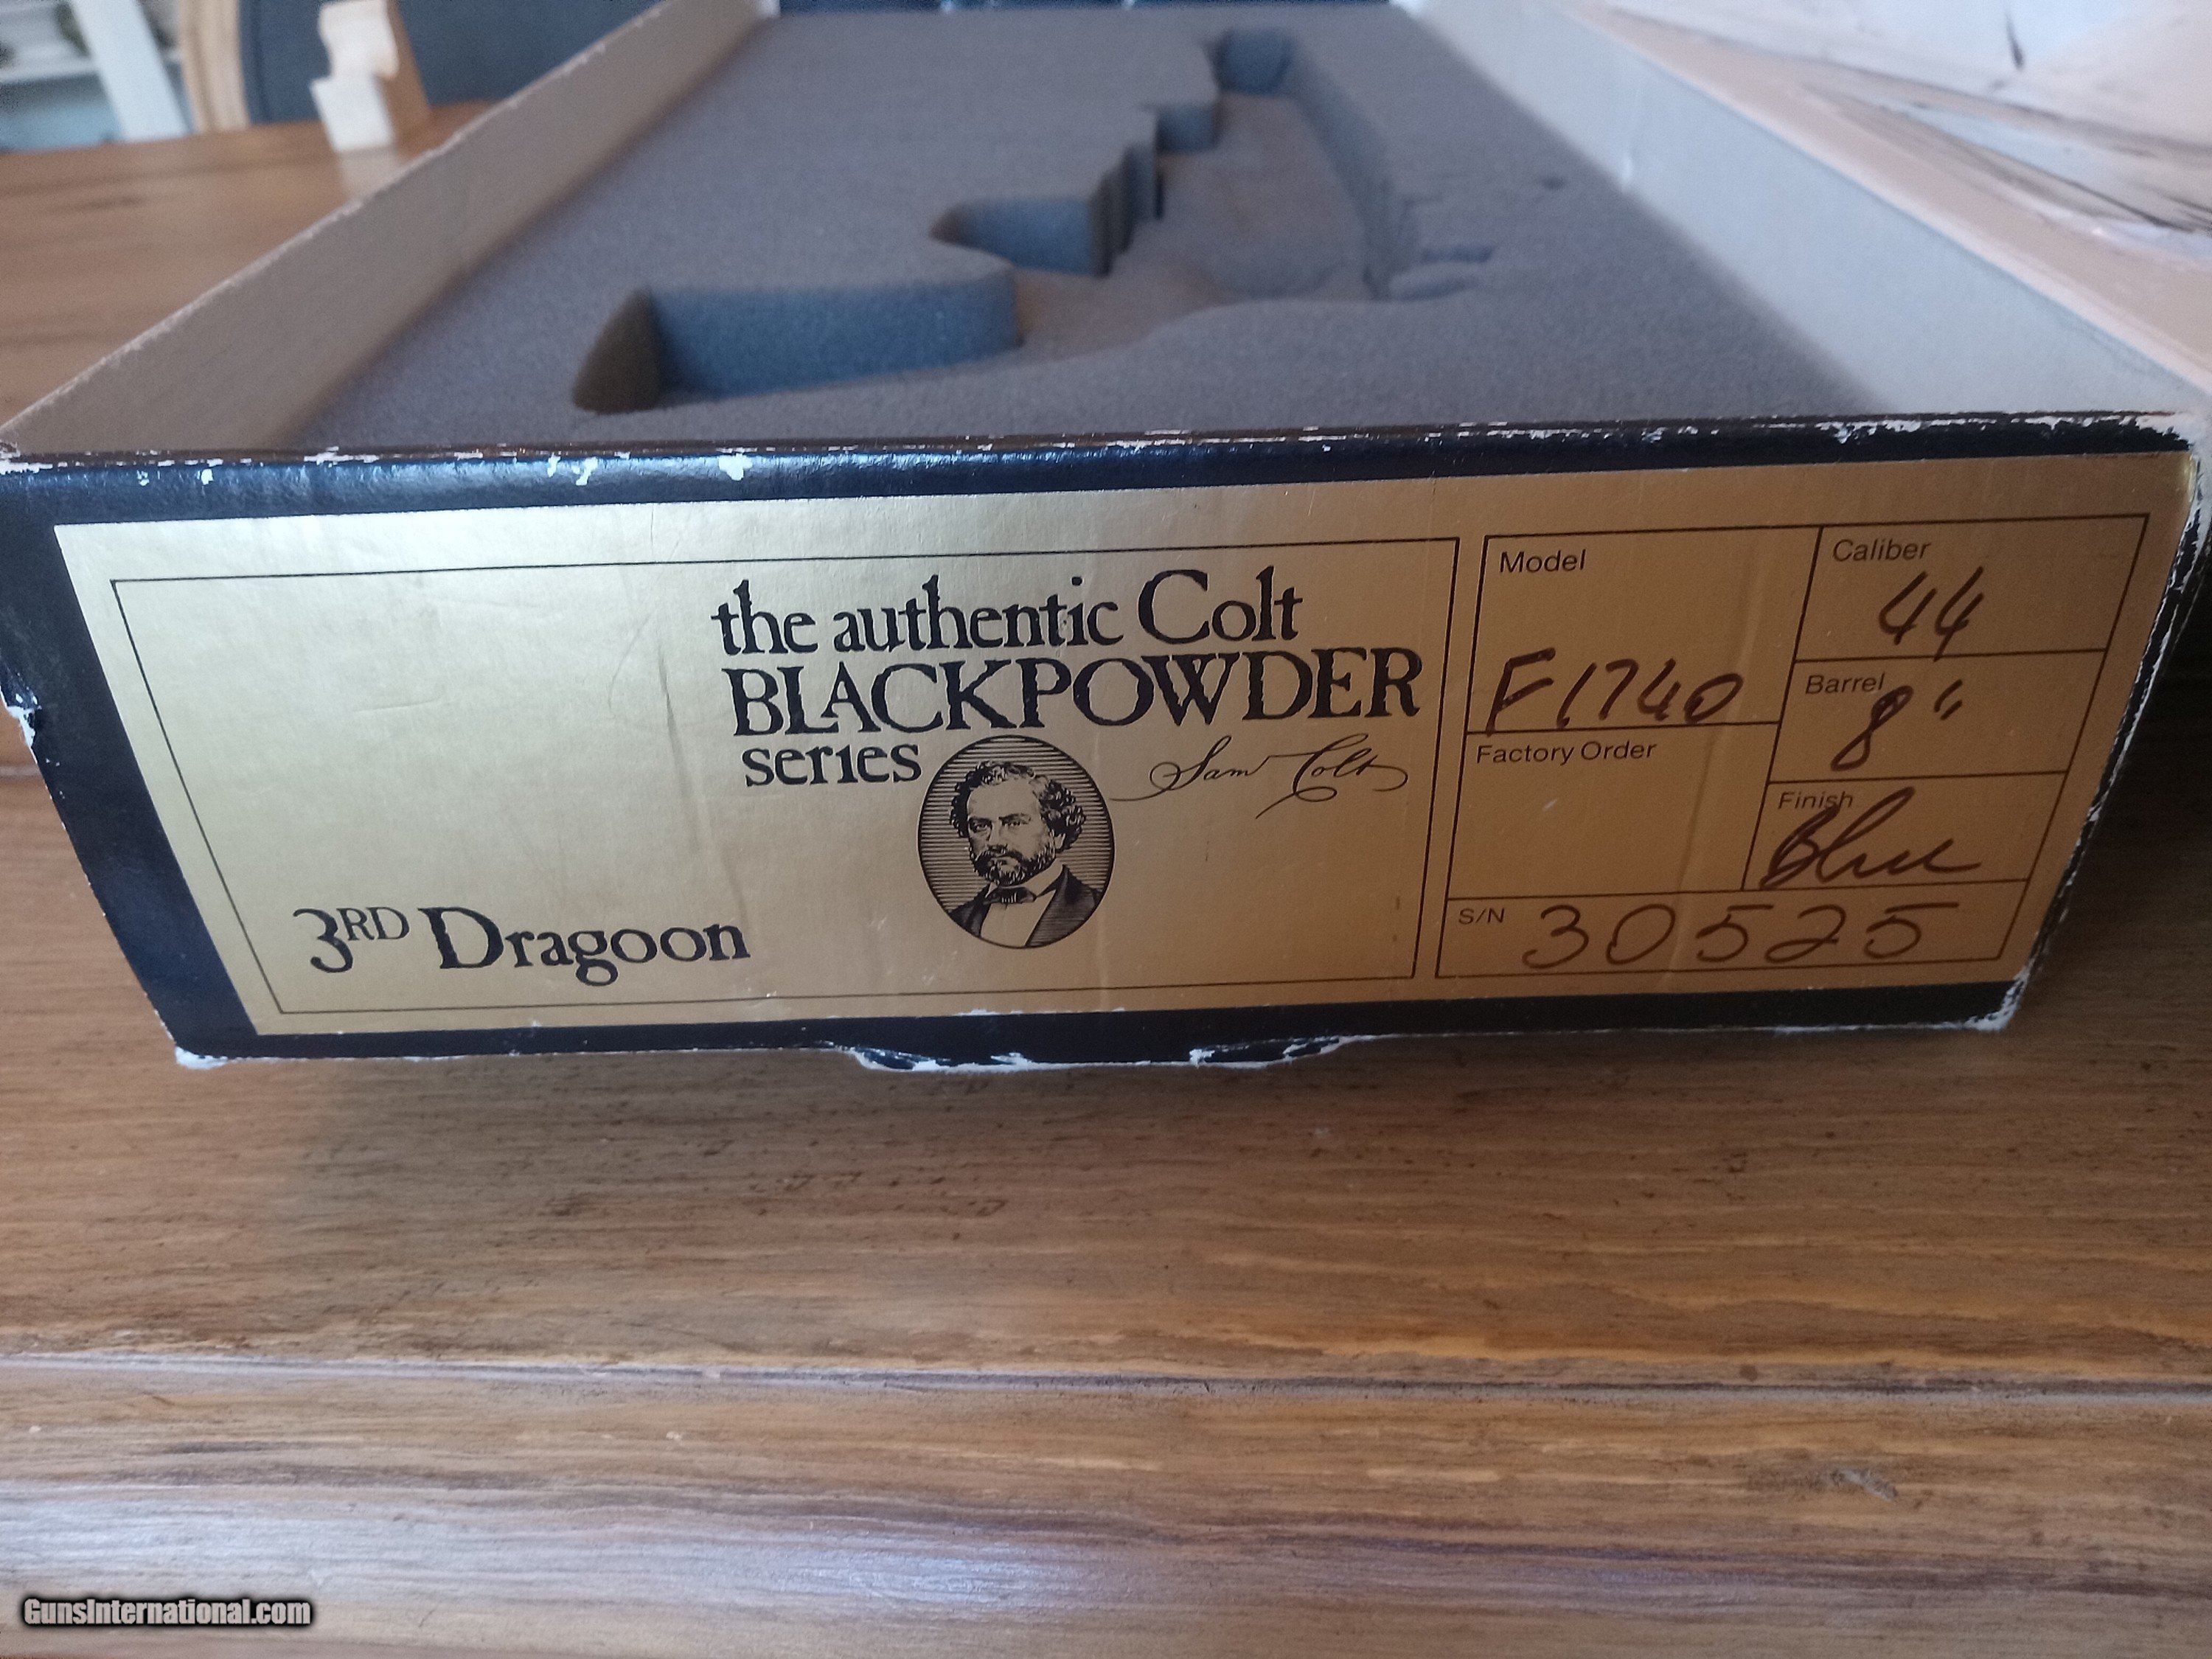 the authentic Colt
BLACKPOWDER
series
Sam Colt
3RD Dragoon
Model
F1740
Caliber
44
Barrel
8"
Factory Order
Finish
Blue
S/N 30525
GunsInternational.com